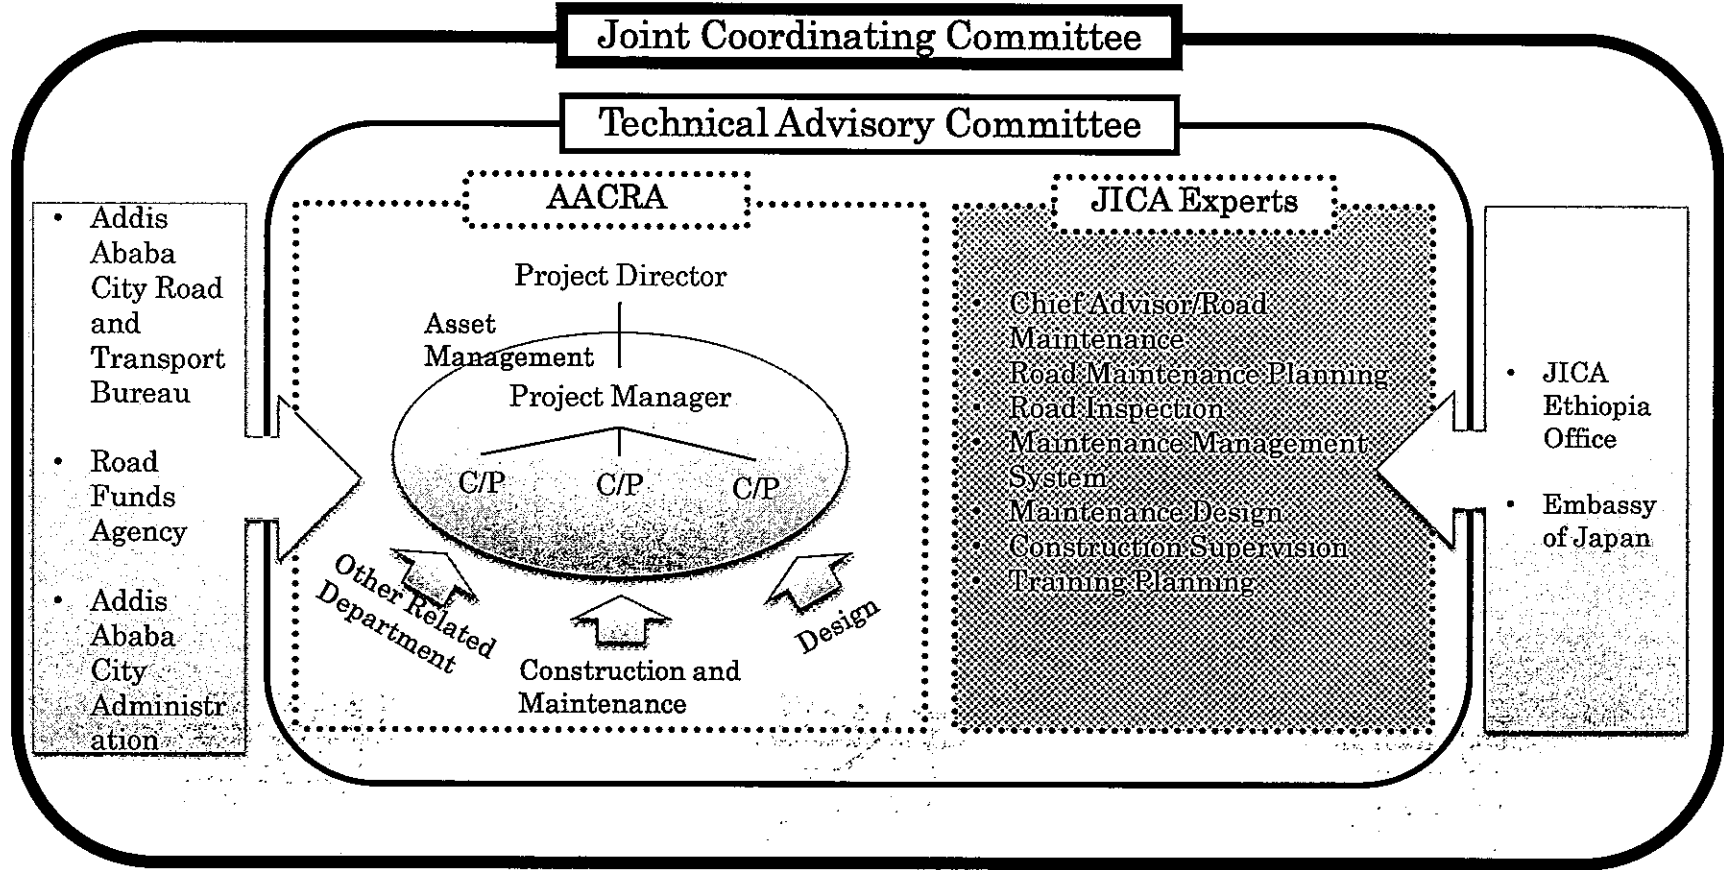 Joint Coordinating Committee
Technical Advisory Committee
AACRA
JICA Experts
• Addis
Ababa
City Road
and
Transport
Bureau
• Road
Funds
Agency
• Addis
Ababa
City
Administr
ation
Project Director
Asset
Management
Project Manager
C/P
C/P
C/P
Other Related
Department
Construction and
Maintenance
Design
• Chief Advisor/Road
Maintenance
• Road Maintenance Planning
• Road Inspection
• Maintenance Management
System
• Maintenance Design
• Construction Supervision
• Training Planning
• JICA
Ethiopia
Office
• Embassy
of Japan